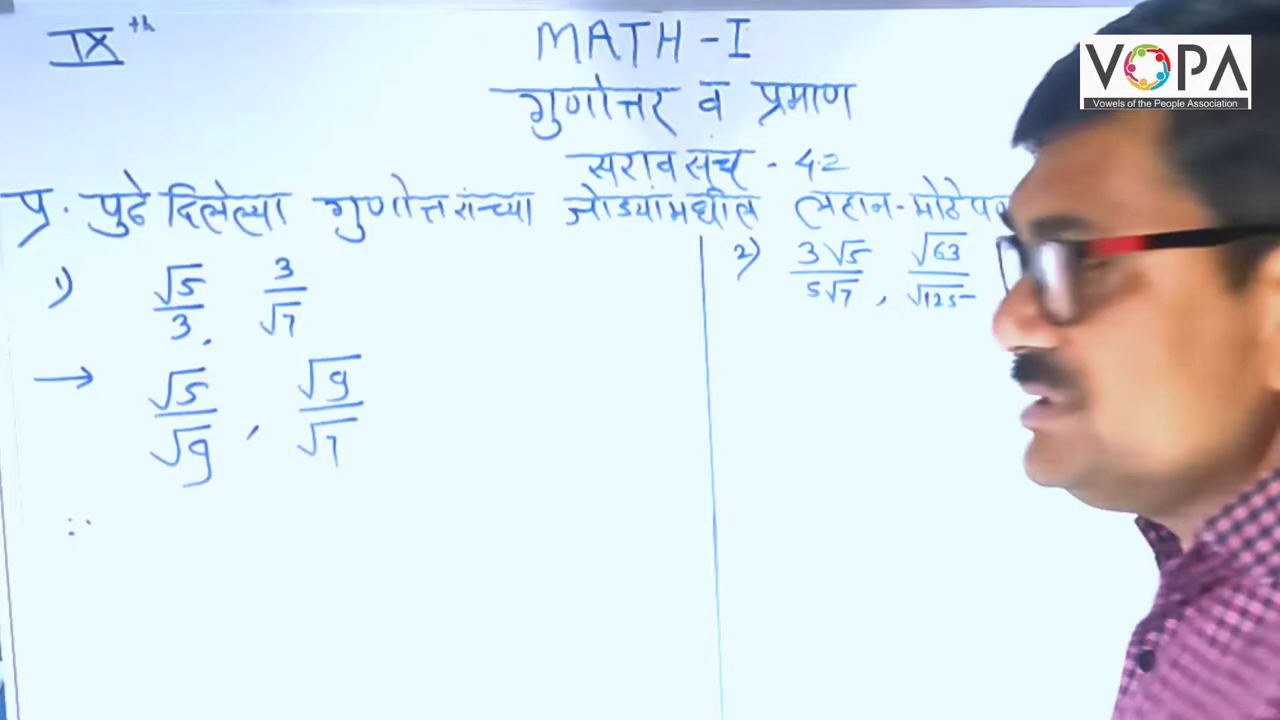 IXth
MATH - I
VOPA
Vowels of the People Association
गुणोत्तर व प्रमाण
सरावसंच - 4.2
प्र. पुढे दिलेल्या गुणोत्तरांच्या जोड्यांमधील लहान-मोठेप
1) √5/3, 3/√7
2) 3√5/5√7, √63/√125
→ √5/√9, √9/√7
∴